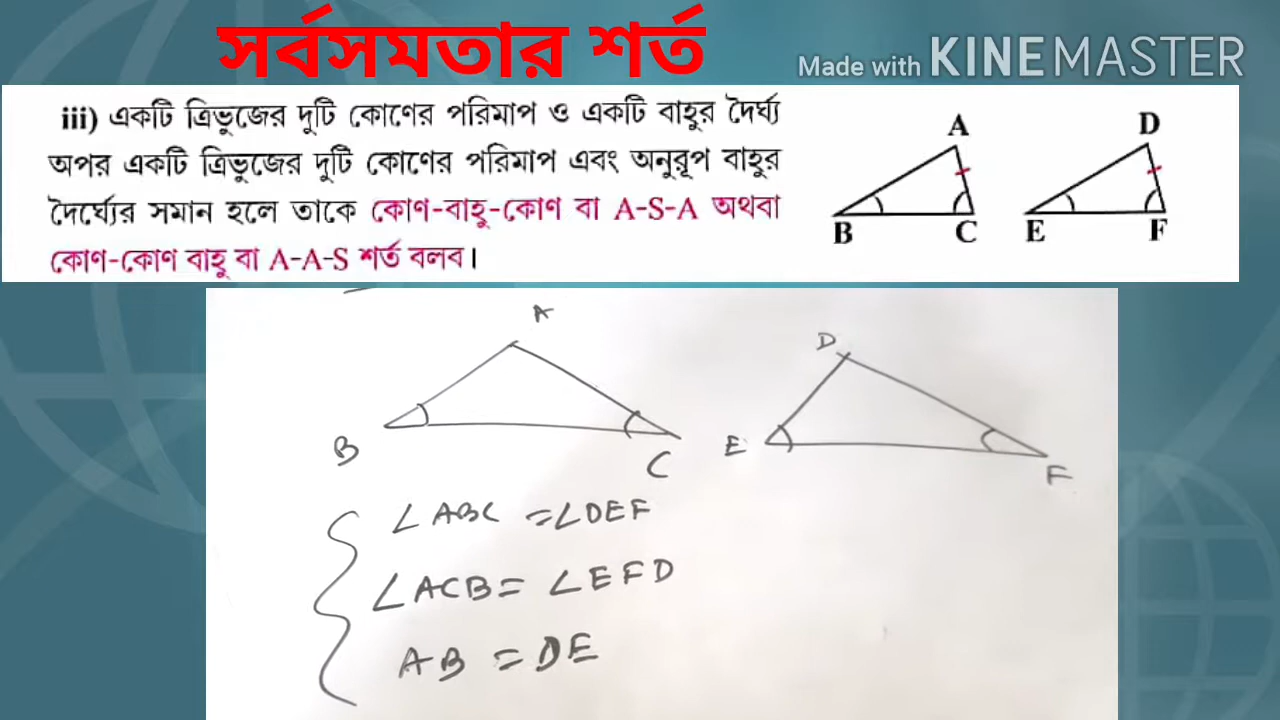 সর্বসমতার শর্ত
Made with KINEMASTER
iii) একটি ত্রিভুজের দুটি কোণের পরিমাপ ও একটি বাহুর দৈর্ঘ্য
অপর একটি ত্রিভুজের দুটি কোণের পরিমাপ এবং অনুরূপ বাহুর
দৈর্ঘ্যের সমান হলে তাকে কোণ-বাহু-কোণ বা A-S-A অথবা
কোণ-কোণ বাহু বা A-A-S শর্ত বলব।
A
D
B
C
E
F
A
D
B
C
E
F
∠ABC =∠DEF
∠ACB= ∠EFD
AB = DE